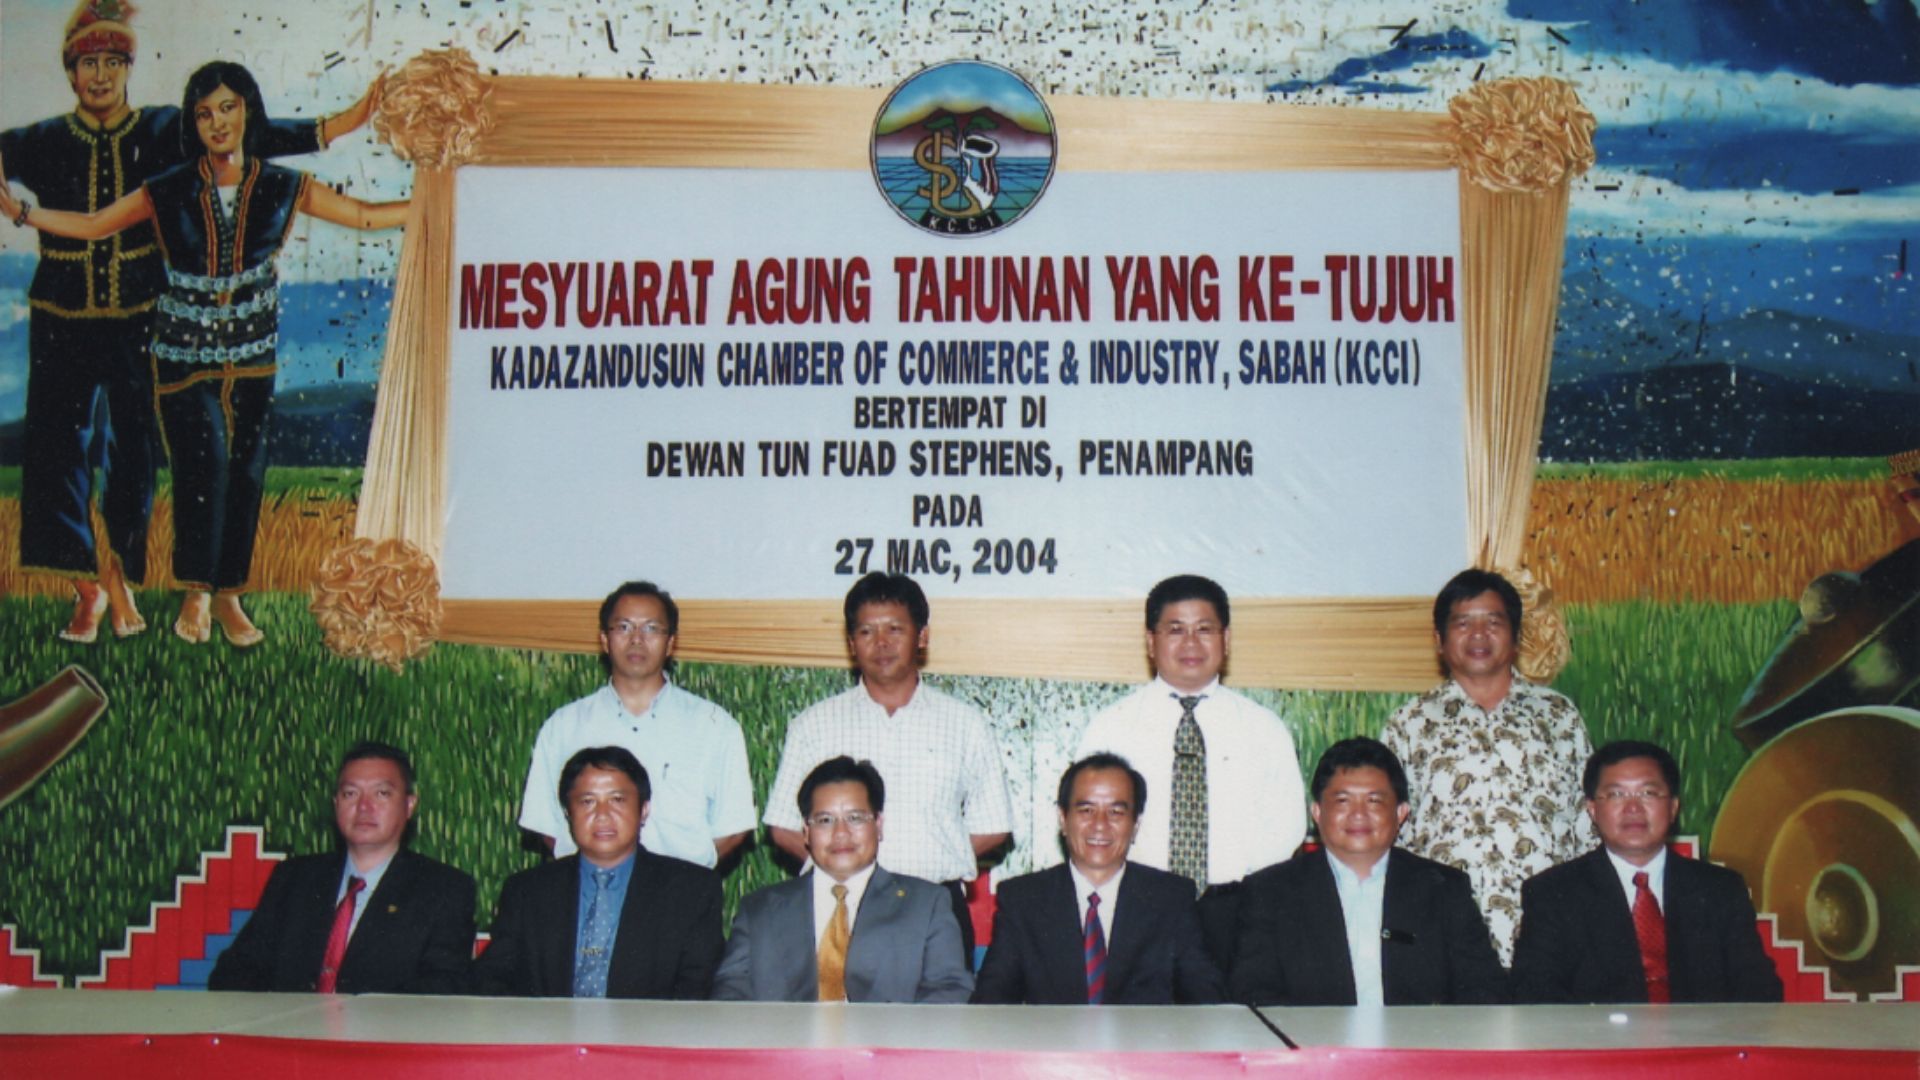 K.C.C.I
MESYUARAT AGUNG TAHUNAN YANG KE-TUJUH
KADAZANDUSUN CHAMBER OF COMMERCE & INDUSTRY, SABAH (KCCI)
BERTEMPAT DI
DEWAN TUN FUAD STEPHENS, PENAMPANG
PADA
27 MAC, 2004